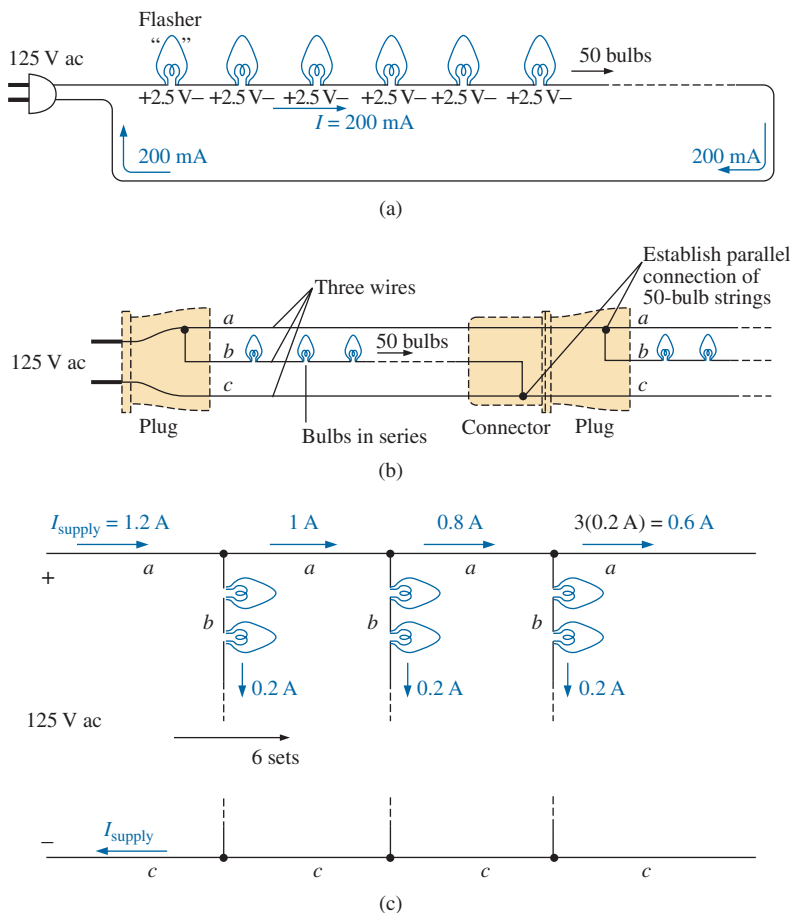 Flasher
“ ”
125 V ac
50 bulbs
+2.5 V– +2.5 V– +2.5 V– +2.5 V– +2.5 V– +2.5 V–
I = 200 mA
200 mA 200 mA
(a)
Establish parallel
connection of
50-bulb strings
Three wires
a a
50 bulbs
b b
125 V ac
c c
Plug Bulbs in series Connector Plug
(b)
Isupply = 1.2 A 1 A 0.8 A 3(0.2 A) = 0.6 A
+ a a a a
b b b
0.2 A 0.2 A 0.2 A
125 V ac
6 sets
– Isupply
c c c c
(c)